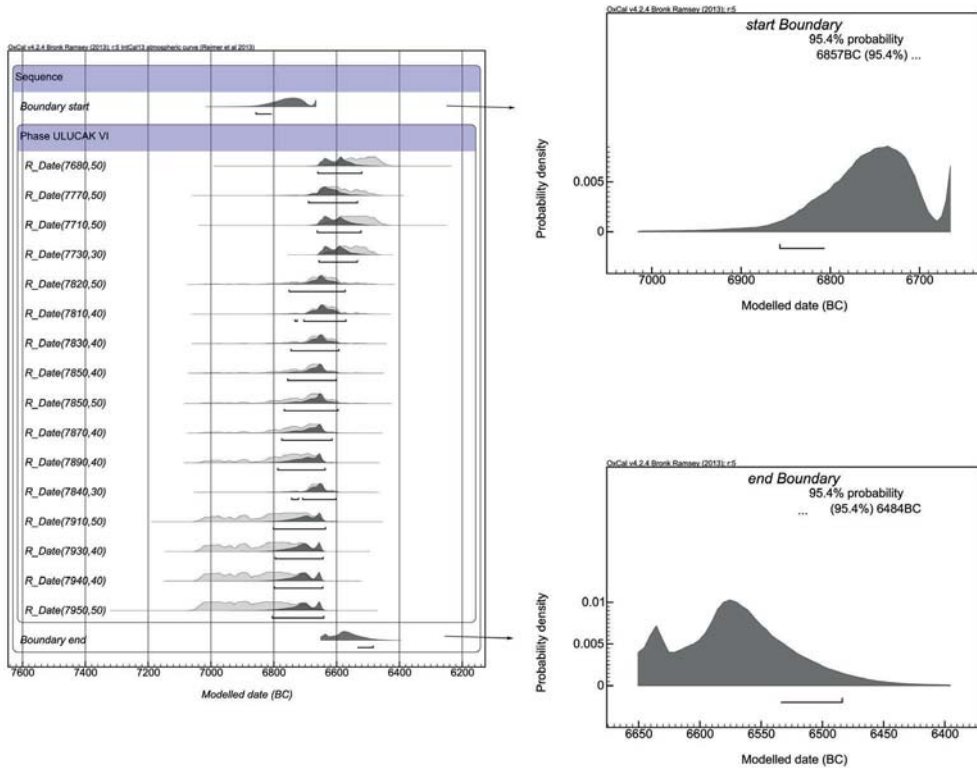 OxCal v4.2.4 Bronk Ramsey (2013); r:5 IntCal13 atmospheric curve (Reimer et al 2013)
Sequence
Boundary start
Phase ULUCAK VI
R_Date(7680,50)
R_Date(7770,50)
R_Date(7710,50)
R_Date(7730,30)
R_Date(7820,50)
R_Date(7810,40)
R_Date(7830,40)
R_Date(7850,40)
R_Date(7850,50)
R_Date(7870,40)
R_Date(7890,40)
R_Date(7840,30)
R_Date(7910,50)
R_Date(7930,40)
R_Date(7940,40)
R_Date(7950,50)
Boundary end
7600 7400 7200 7000 6800 6600 6400 6200
Modelled date (BC)
OxCal v4.2.4 Bronk Ramsey (2013); r:5
start Boundary
95.4% probability
6857BC (95.4%) ...
Probability density
0.005
0
7000 6900 6800 6700
Modelled date (BC)
OxCal v4.2.4 Bronk Ramsey (2013); r:5
end Boundary
95.4% probability
... (95.4%) 6484BC
Probability density
0.01
0.005
0
6650 6600 6550 6500 6450 6400
Modelled date (BC)